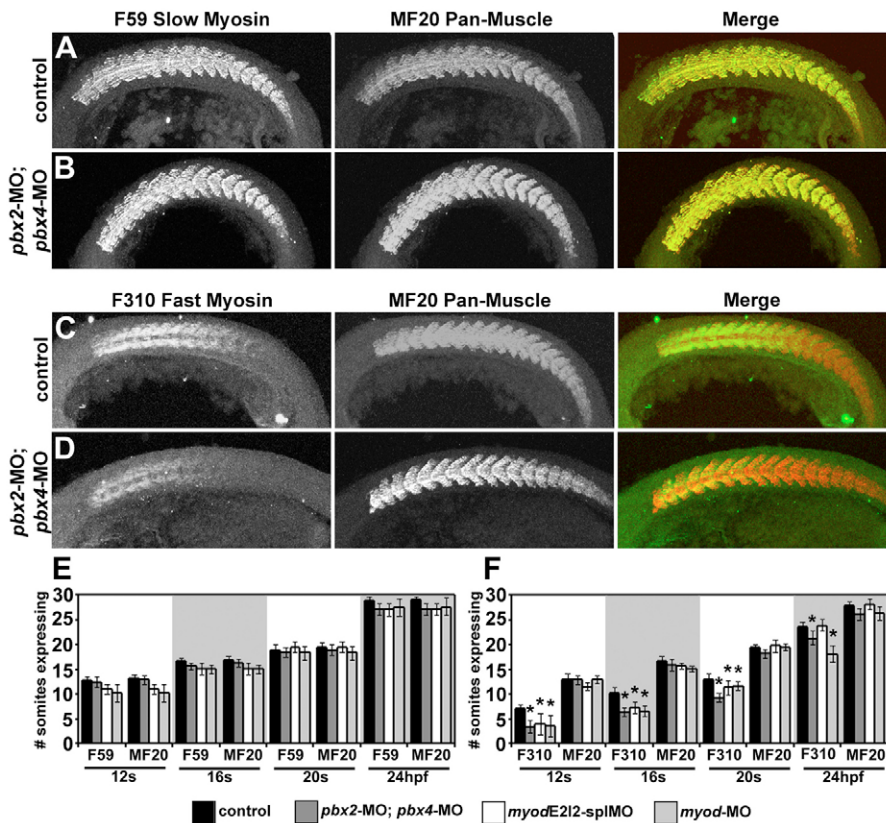 F59 Slow Myosin MF20 Pan-Muscle Merge
A
control
B
pbx2-MO;
pbx4-MO
F310 Fast Myosin MF20 Pan-Muscle Merge
C
control
D
pbx2-MO;
pbx4-MO
E
# somites expressing
30
25
20
15
10
5
0
F59 MF20 F59 MF20 F59 MF20 F59 MF20
12s 16s 20s 24hpf
F
# somites expressing
30
25
20
15
10
5
0
* * *
* * *
* * *
* *
F310 MF20 F310 MF20 F310 MF20 F310 MF20
12s 16s 20s 24hpf
control pbx2-MO; pbx4-MO myodE2I2-splMO myod-MO